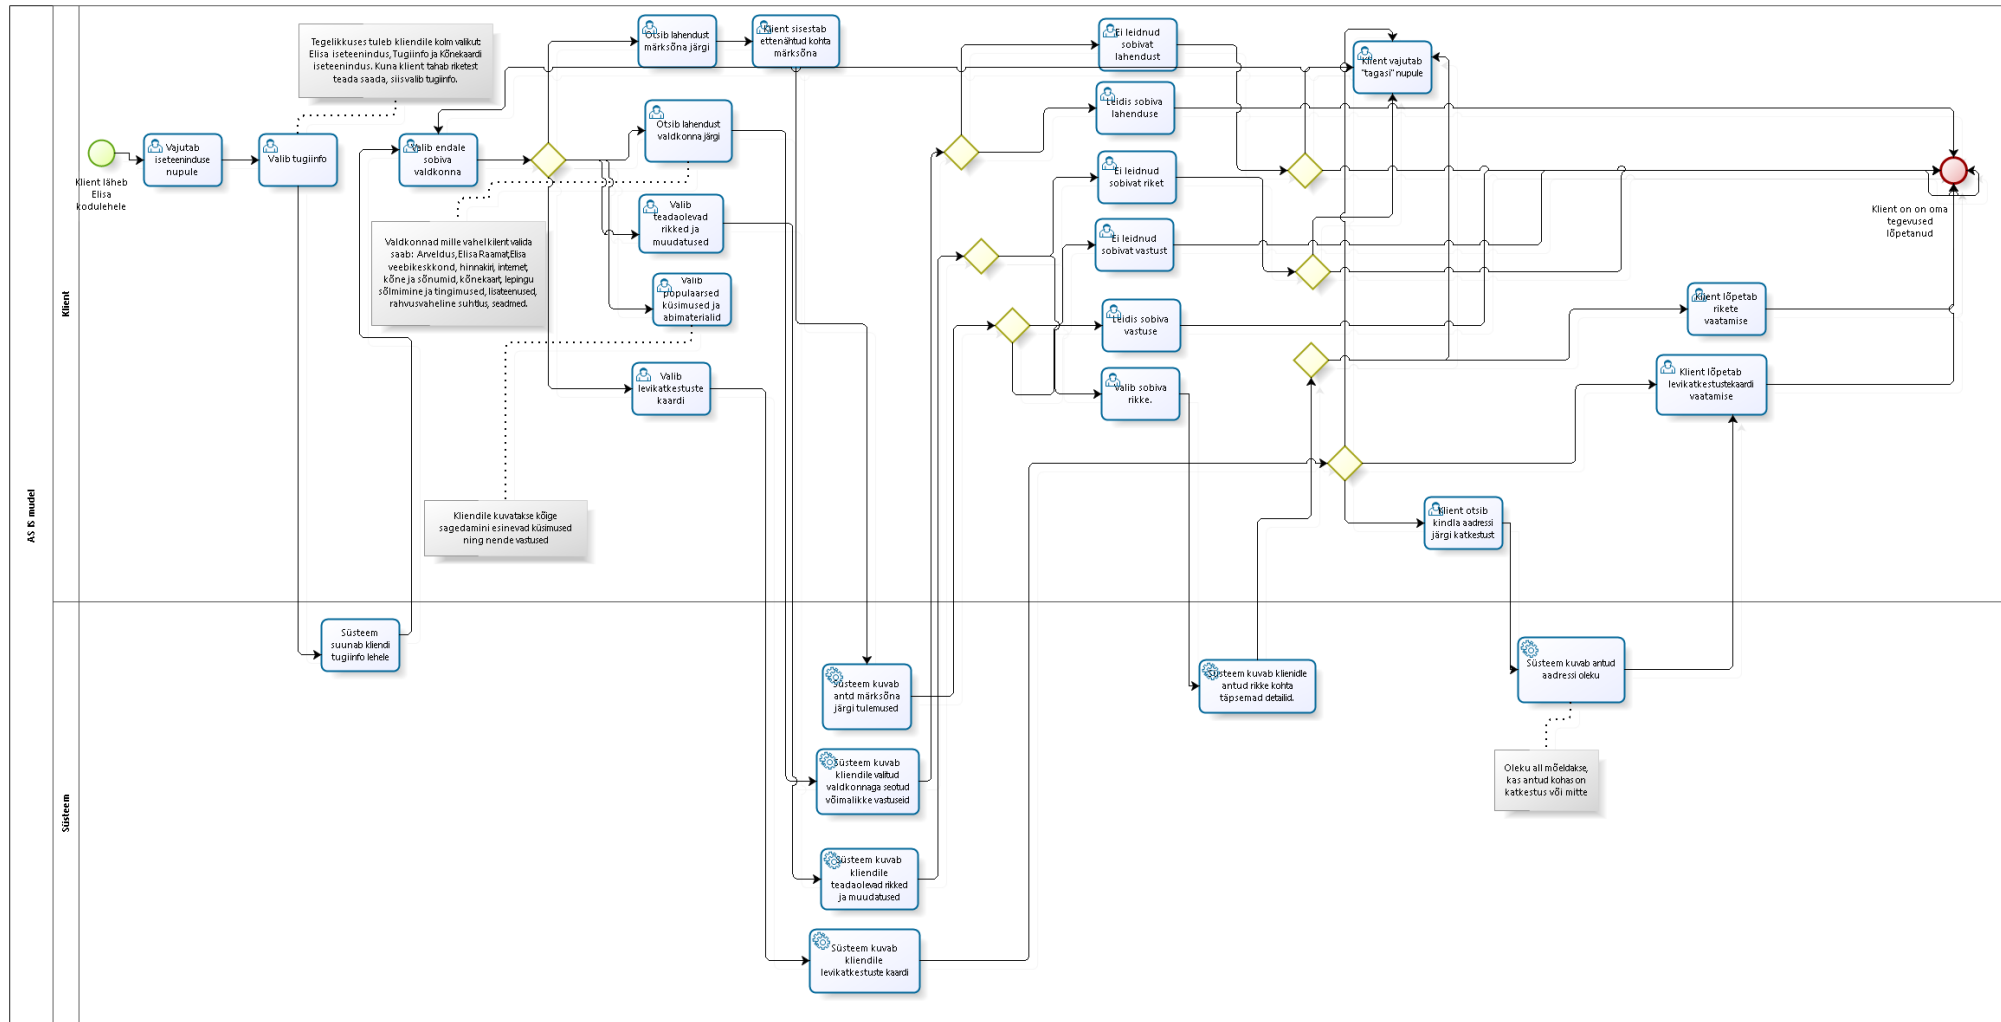 AS IS mudel
Klient
Süsteem
Klient läheb
Elisa
kodulehele
Vajutab
iseteeninduse
nupule
Valib tugiinfo
Tegelikkuses tuleb kliendile kolm valikut:
Elisa iseteenindus, Tugiinfo ja Kõnekaardi
iseteenindus. Kuna klient tahab riketest
teada saada, siis valib tugiinfo.
Valib endale
sobiva
valdkonna
Valdkonnad mille vahel kilent valida
saab: Arveldus, Elisa Raamat,Elisa
veebikeskkond, hinnakiri, internet,
kõne ja sõnumid, kõnekaart, lepingu
sõlmimine ja tingimused, lisateenused,
rahvusvaheline suhtlus, seadmed.
Kliendile kuvatakse kõige
sagedamini esinevad küsimused
ning nende vastused
Otsib lahendust
märksõna järgi
Klient sisestab
ettenähtud kohta
märksõna
Otsib lahendust
valdkonna järgi
Valib
teadaolevad
rikked ja
muudatused
Valib
populaarsed
küsimused ja
abimaterialid
Valib
levikatkestuste
kaardi
Ei leidnud
sobivat
lahendust
Leidis sobiva
lahenduse
Ei leidnud
sobivat riket
Ei leidnud
sobivat vastust
Leidis sobiva
vastuse
Valib sobiva
rikke.
Klient vajutab
"tagasi" nupule
Klient on on oma
tegevused
lõpetanud
Klient lõpetab
rikete
vaatamise
Klient lõpetab
levikatkestustekaardi
vaatamise
Klient otsib
kindla aadressi
järgi katkestust
Süsteem
suunab kliendi
tugiinfo lehele
Süsteem kuvab
antd märksõna
järgi tulemused
Süsteem kuvab
kliendile valitud
valdkonnaga seotud
võimalikke vastuseid
Süsteem kuvab
kliendile
teadaolevad rikked
ja muudatused
Süsteem kuvab
kliendile
levikatkestuste kaardi
Süsteem kuvab klienidle
antud rikke kohta
täpsemad detailid.
Süsteem kuvab antud
aadressi oleku
Oleku all mõeldakse,
kas antud kohas on
katkestus või mitte